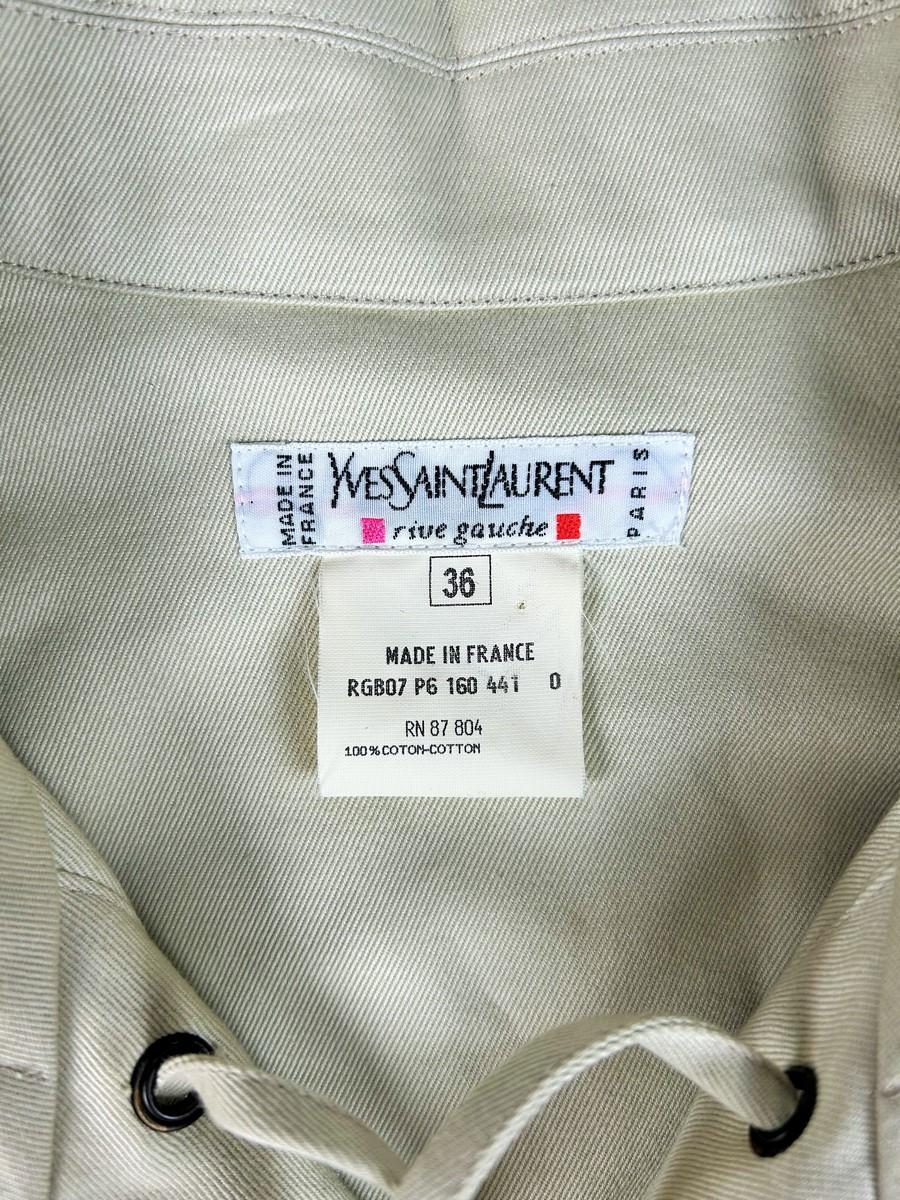 MADE IN
FRANCE
YVESSAINTLAURENT
rive gauche
PARIS
36
MADE IN FRANCE
RGB07 P6 160 441 0
RN 87 804
100%COTON-COTTON